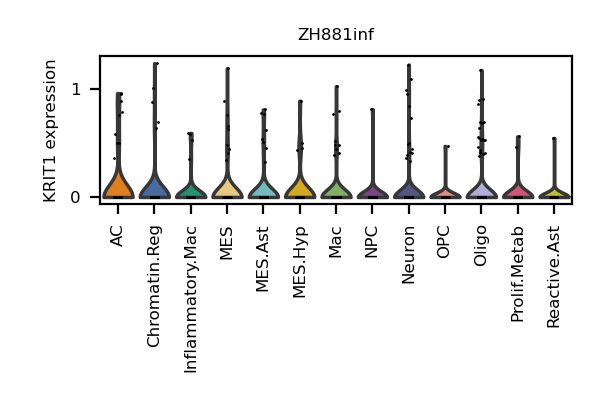 ZH881inf
KRIT1 expression
1
0
AC
Chromatin.Reg
Inflammatory.Mac
MES
MES.Ast
MES.Hyp
Mac
NPC
Neuron
OPC
Oligo
Prolif.Metab
Reactive.Ast